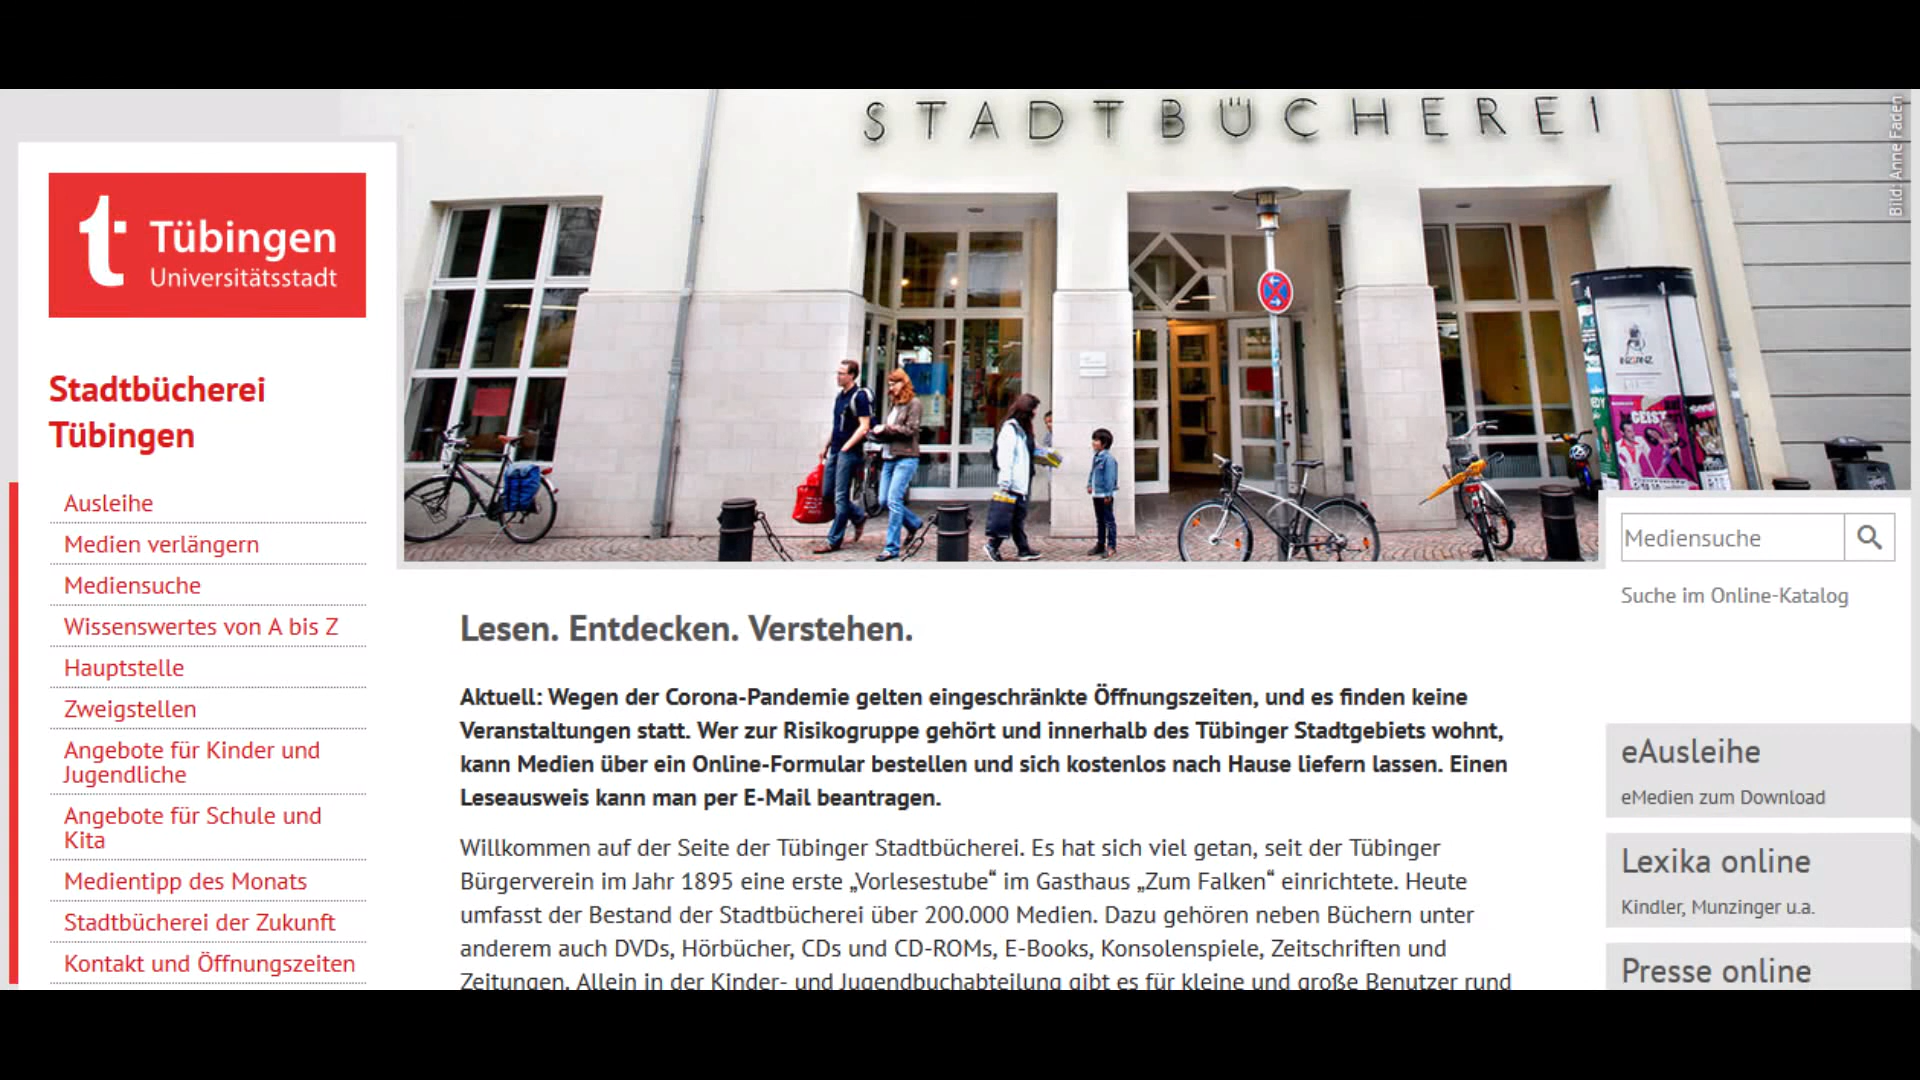 STADTBÜCHEREI
Bild: Anne Faden
Tübingen
Universitätsstadt
Stadtbücherei
Tübingen
Ausleihe
Medien verlängern
Mediensuche
Wissenswertes von A bis Z
Hauptstelle
Zweigstellen
Angebote für Kinder und
Jugendliche
Angebote für Schule und
Kita
Medientipp des Monats
Stadtbücherei der Zukunft
Kontakt und Öffnungszeiten
GEIST
Lesen. Entdecken. Verstehen.
Aktuell: Wegen der Corona-Pandemie gelten eingeschränkte Öffnungszeiten, und es finden keine
Veranstaltungen statt. Wer zur Risikogruppe gehört und innerhalb des Tübinger Stadtgebiets wohnt,
kann Medien über ein Online-Formular bestellen und sich kostenlos nach Hause liefern lassen. Einen
Leseausweis kann man per E-Mail beantragen.
Willkommen auf der Seite der Tübinger Stadtbücherei. Es hat sich viel getan, seit der Tübinger
Bürgerverein im Jahr 1895 eine erste „Vorlesestube“ im Gasthaus „Zum Falken“ einrichtete. Heute
umfasst der Bestand der Stadtbücherei über 200.000 Medien. Dazu gehören neben Büchern unter
anderem auch DVDs, Hörbücher, CDs und CD-ROMs, E-Books, Konsolenspiele, Zeitschriften und
Zeitungen. Allein in der Kinder- und Jugendbuchabteilung gibt es für kleine und große Benutzer rund
Mediensuche
Suche im Online-Katalog
eAusleihe
eMedien zum Download
Lexika online
Kindler, Munzinger u.a.
Presse online